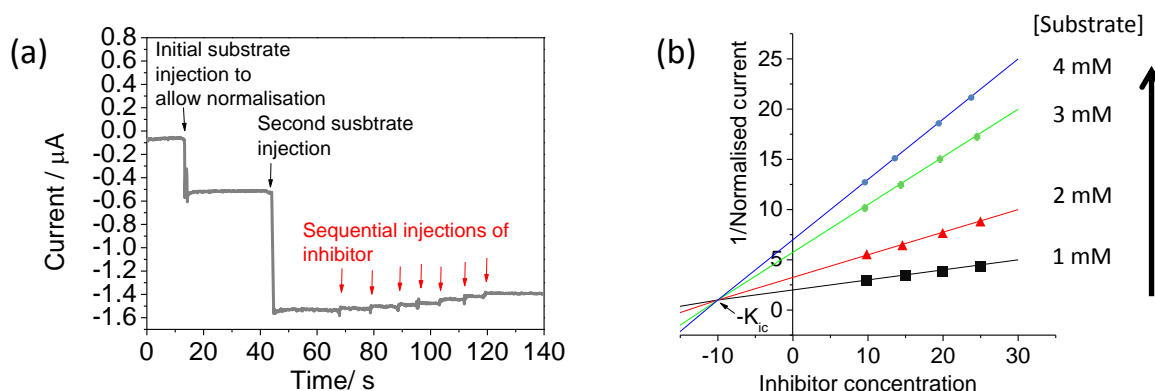 (a)
0.8
0.6
0.4
0.2
0.0
-0.2
-0.4
-0.6
-0.8
-1.0
-1.2
-1.4
-1.6
Current / μA
Initial substrate
injection to
allow normalisation
Second susbtrate
injection
Sequential injections of
inhibitor
0 20 40 60 80 100 120 140
Time/ s
(b)
25
20
15
10
5
0
1/Normalised current
-Kic
-10 0 10 20 30
Inhibitor concentration
[Substrate]
4 mM
3 mM
2 mM
1 mM